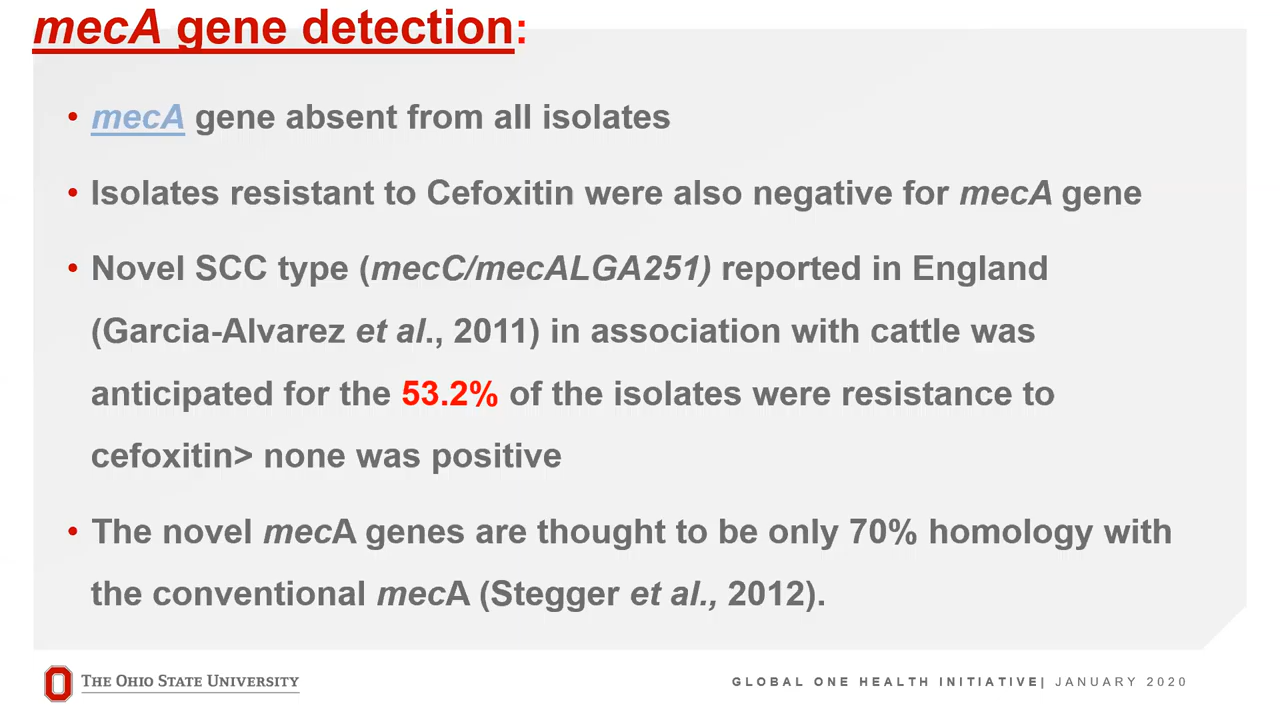 mecA gene detection:
• mecA gene absent from all isolates
• Isolates resistant to Cefoxitin were also negative for mecA gene
• Novel SCC type (mecC/mecALGA251) reported in England
(Garcia-Alvarez et al., 2011) in association with cattle was
anticipated for the 53.2% of the isolates were resistance to
cefoxitin> none was positive
• The novel mecA genes are thought to be only 70% homology with
the conventional mecA (Stegger et al., 2012).
THE OHIO STATE UNIVERSITY
GLOBAL ONE HEALTH INITIATIVE| JANUARY 2020